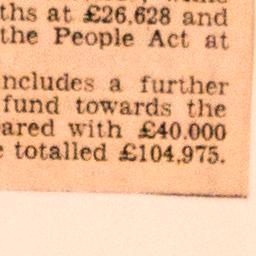 ths at £26,628 and
the People Act at
ncludes a further
fund towards the
ared with £40,000
totalled £104,975.